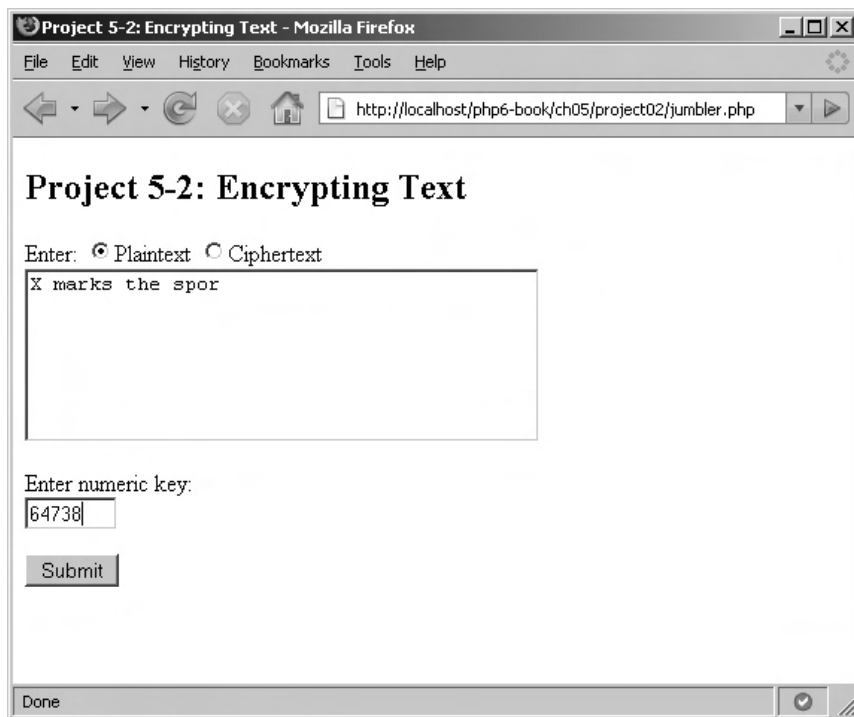 Project 5-2: Encrypting Text - Mozilla Firefox
File Edit View History Bookmarks Tools Help
http://localhost/php6-book/ch05/project02/jumbler.php
Project 5-2: Encrypting Text
Enter: Plaintext Ciphertext
X marks the spor
Enter numeric key:
64738
Submit
Done